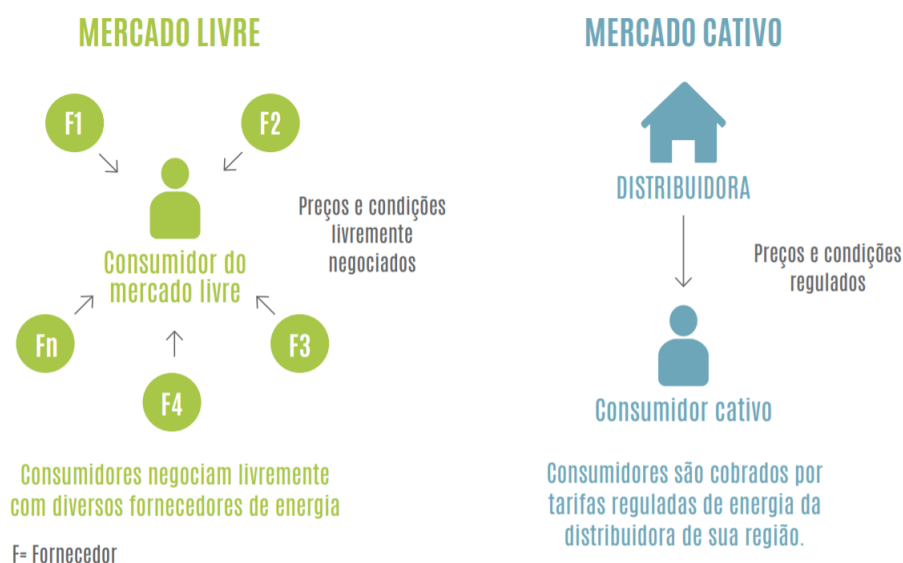 MERCADO LIVRE
F1
F2
Consumidor do
mercado livre
Preços e condições
livremente
negociados
Fn
F3
F4
Consumidores negociam livremente
com diversos fornecedores de energia
F= Fornecedor
MERCADO CATIVO
DISTRIBUIDORA
Preços e condições
regulados
Consumidor cativo
Consumidores são cobrados por
tarifas reguladas de energia da
distribuidora de sua região.